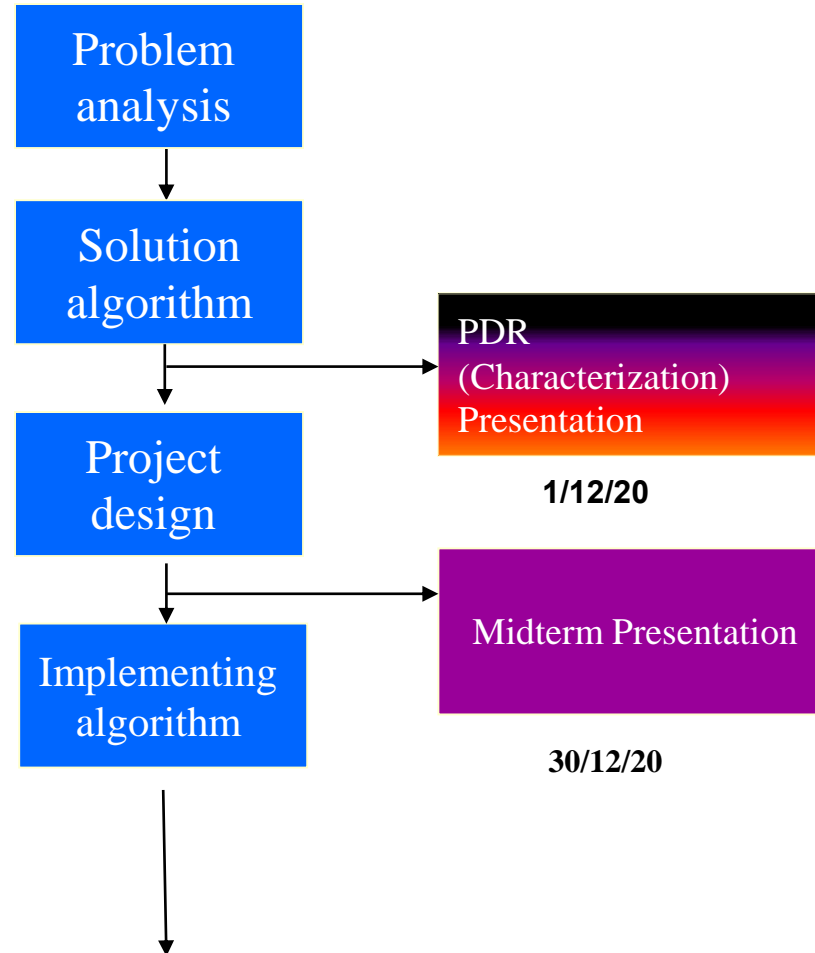 Problem
analysis
Solution
algorithm
PDR
(Characterization)
Presentation
1/12/20
Project
design
Midterm Presentation
Implementing
algorithm
30/12/20